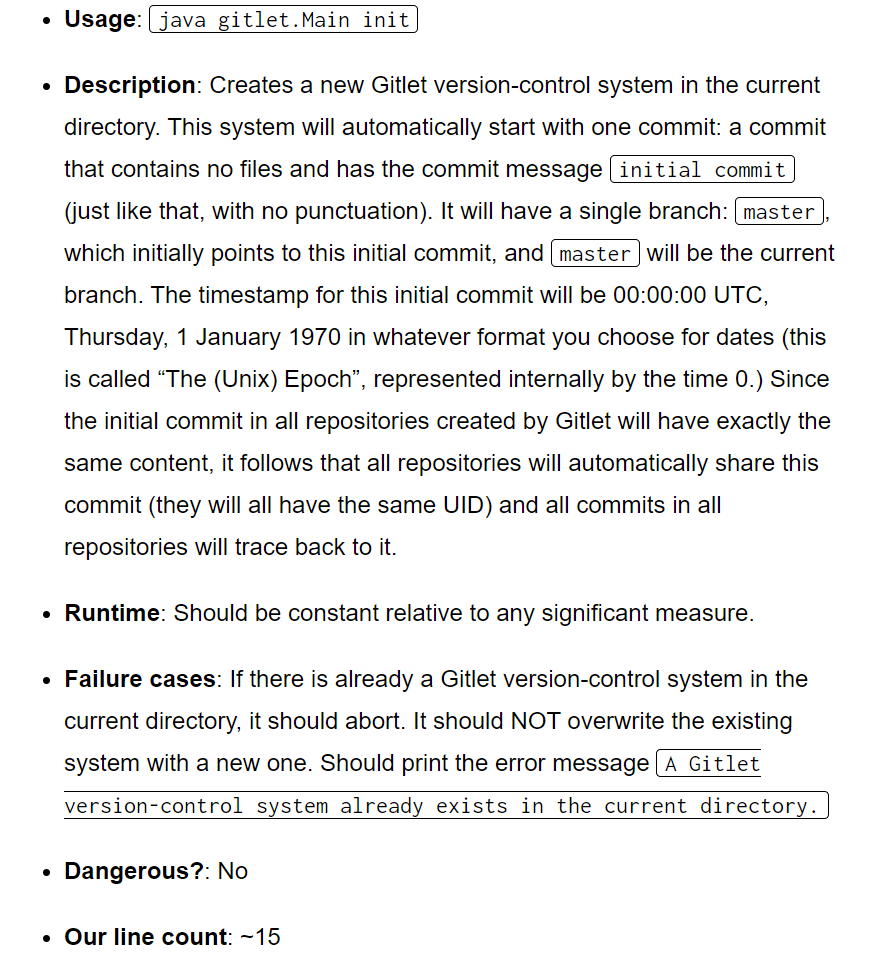 • Usage: java gitlet.Main init
• Description: Creates a new Gitlet version-control system in the current
directory. This system will automatically start with one commit: a commit
that contains no files and has the commit message initial commit
(just like that, with no punctuation). It will have a single branch: master,
which initially points to this initial commit, and master will be the current
branch. The timestamp for this initial commit will be 00:00:00 UTC,
Thursday, 1 January 1970 in whatever format you choose for dates (this
is called “The (Unix) Epoch”, represented internally by the time 0.) Since
the initial commit in all repositories created by Gitlet will have exactly the
same content, it follows that all repositories will automatically share this
commit (they will all have the same UID) and all commits in all
repositories will trace back to it.
• Runtime: Should be constant relative to any significant measure.
• Failure cases: If there is already a Gitlet version-control system in the
current directory, it should abort. It should NOT overwrite the existing
system with a new one. Should print the error message A Gitlet
version-control system already exists in the current directory.
• Dangerous?: No
• Our line count: ~15